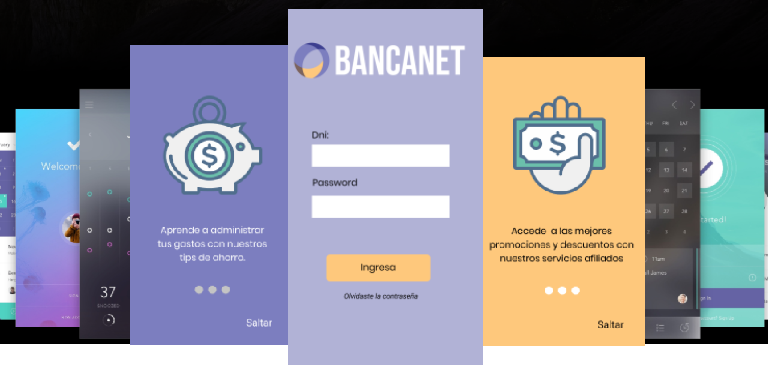 Welcom
37
Aprende a administrar
tus gastos con nuestros
tips de ahorro.
Saltar
BANCANET
Dni:
Password
Ingresa
Olvidaste la contraseña
Accede a las mejores
promociones y descuentos con
nuestros servicios afiliados
Saltar
SAT